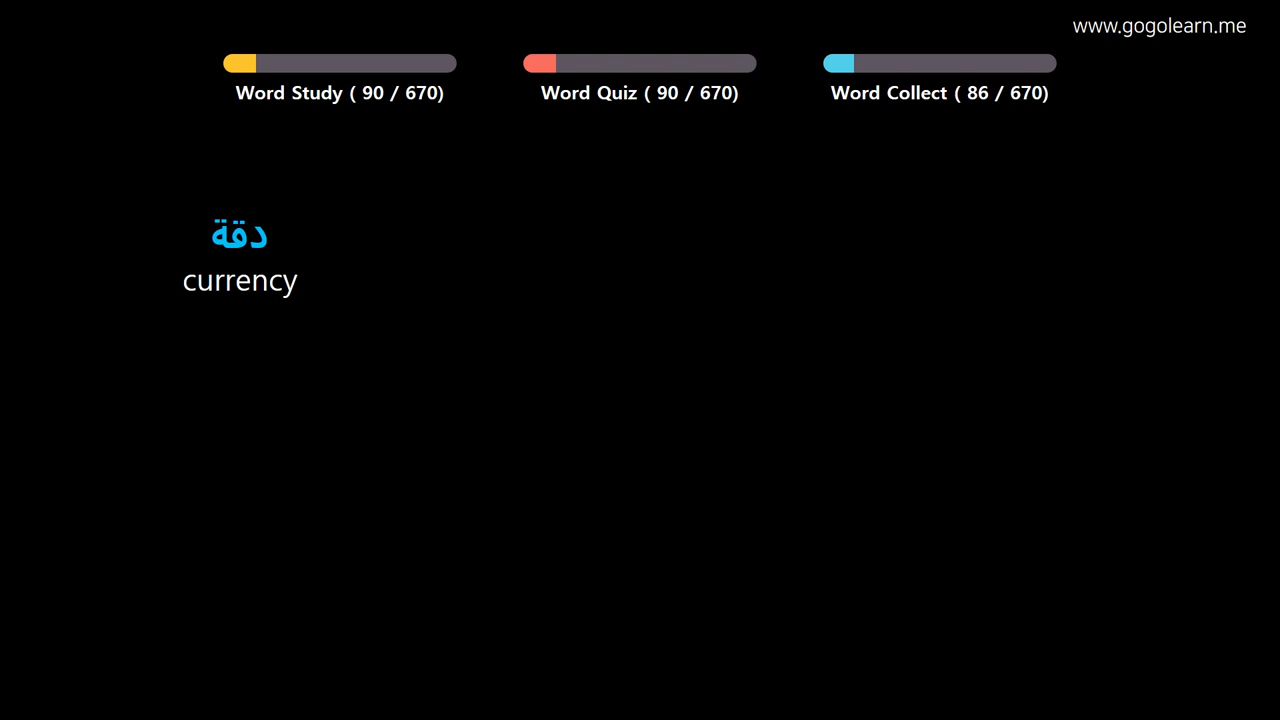 www.gogolearn.me
Word Study ( 90 / 670)
Word Quiz ( 90 / 670)
Word Collect ( 86 / 670)
دقة
currency